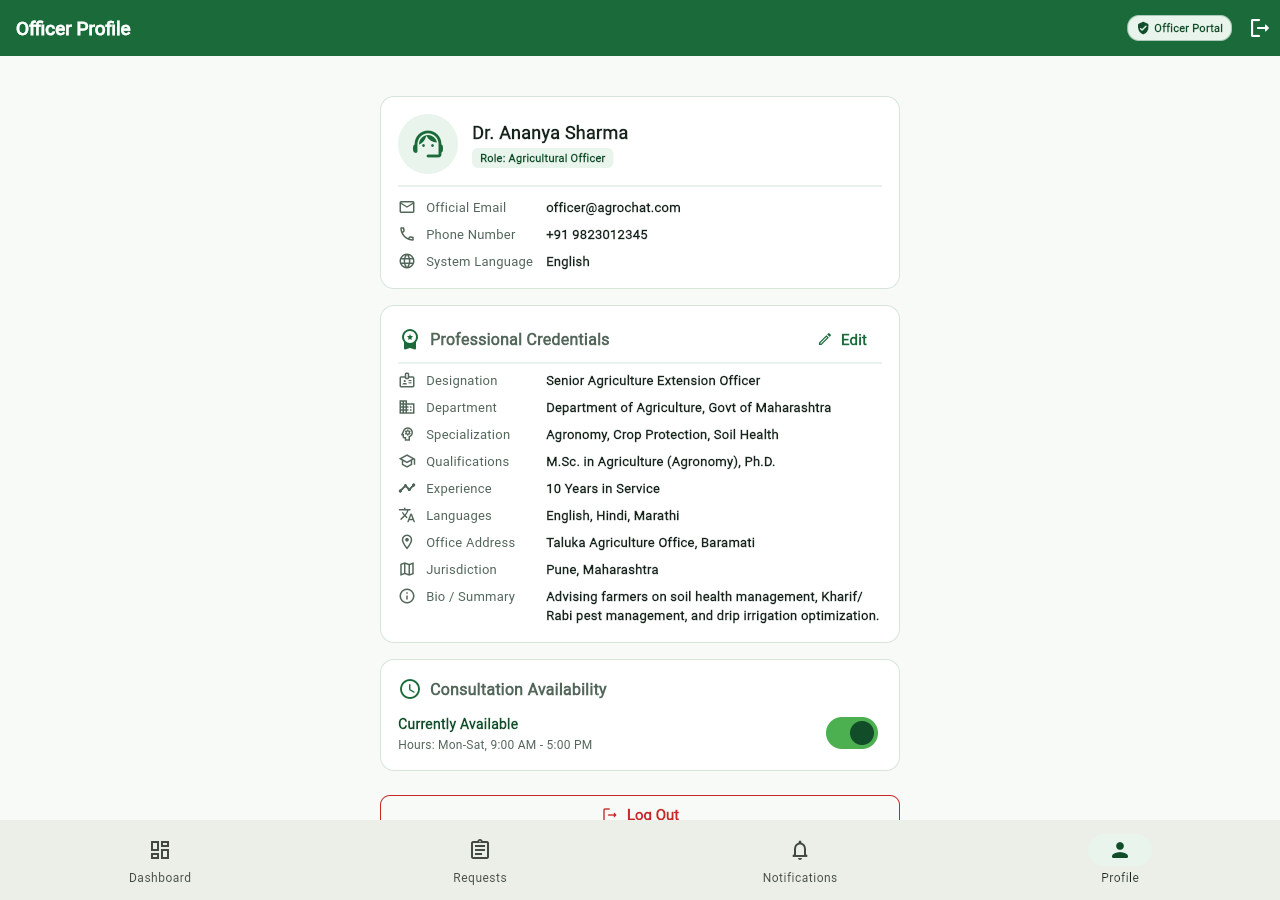 Officer Profile
Officer Portal
Dr. Ananya Sharma
Role: Agricultural Officer
Official Email officer@agrochat.com
Phone Number +91 9823012345
System Language English
Professional Credentials
Edit
Designation Senior Agriculture Extension Officer
Department Department of Agriculture, Govt of Maharashtra
Specialization Agronomy, Crop Protection, Soil Health
Qualifications M.Sc. in Agriculture (Agronomy), Ph.D.
Experience 10 Years in Service
Languages English, Hindi, Marathi
Office Address Taluka Agriculture Office, Baramati
Jurisdiction Pune, Maharashtra
Bio / Summary Advising farmers on soil health management, Kharif/
Rabi pest management, and drip irrigation optimization.
Consultation Availability
Currently Available
Hours: Mon-Sat, 9:00 AM - 5:00 PM
Log Out
Dashboard
Requests
Notifications
Profile